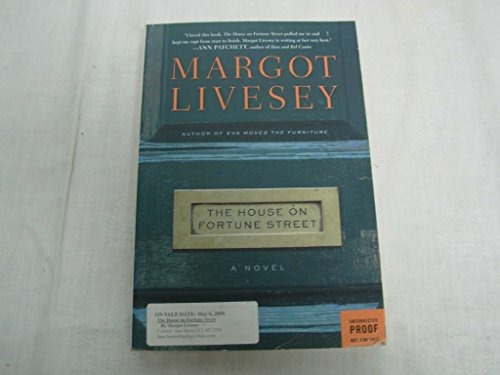 "I loved this book. The House on Fortune Street pulled me in and
kept me rapt from start to finish. Margot Livesey is writing at her very best."
—ANN PATCHETT, author of Run and Bel Canto
MARGOT
LIVESEY
AUTHOR OF EVA MOVES THE FURNITURE
THE HOUSE ON
FORTUNE STREET
A NOVEL
ON SALE DATE: May 6, 2008
The House on Fortune Street
By Margot Livesey
UNCORRECTED
PROOF
NOT FOR SALE